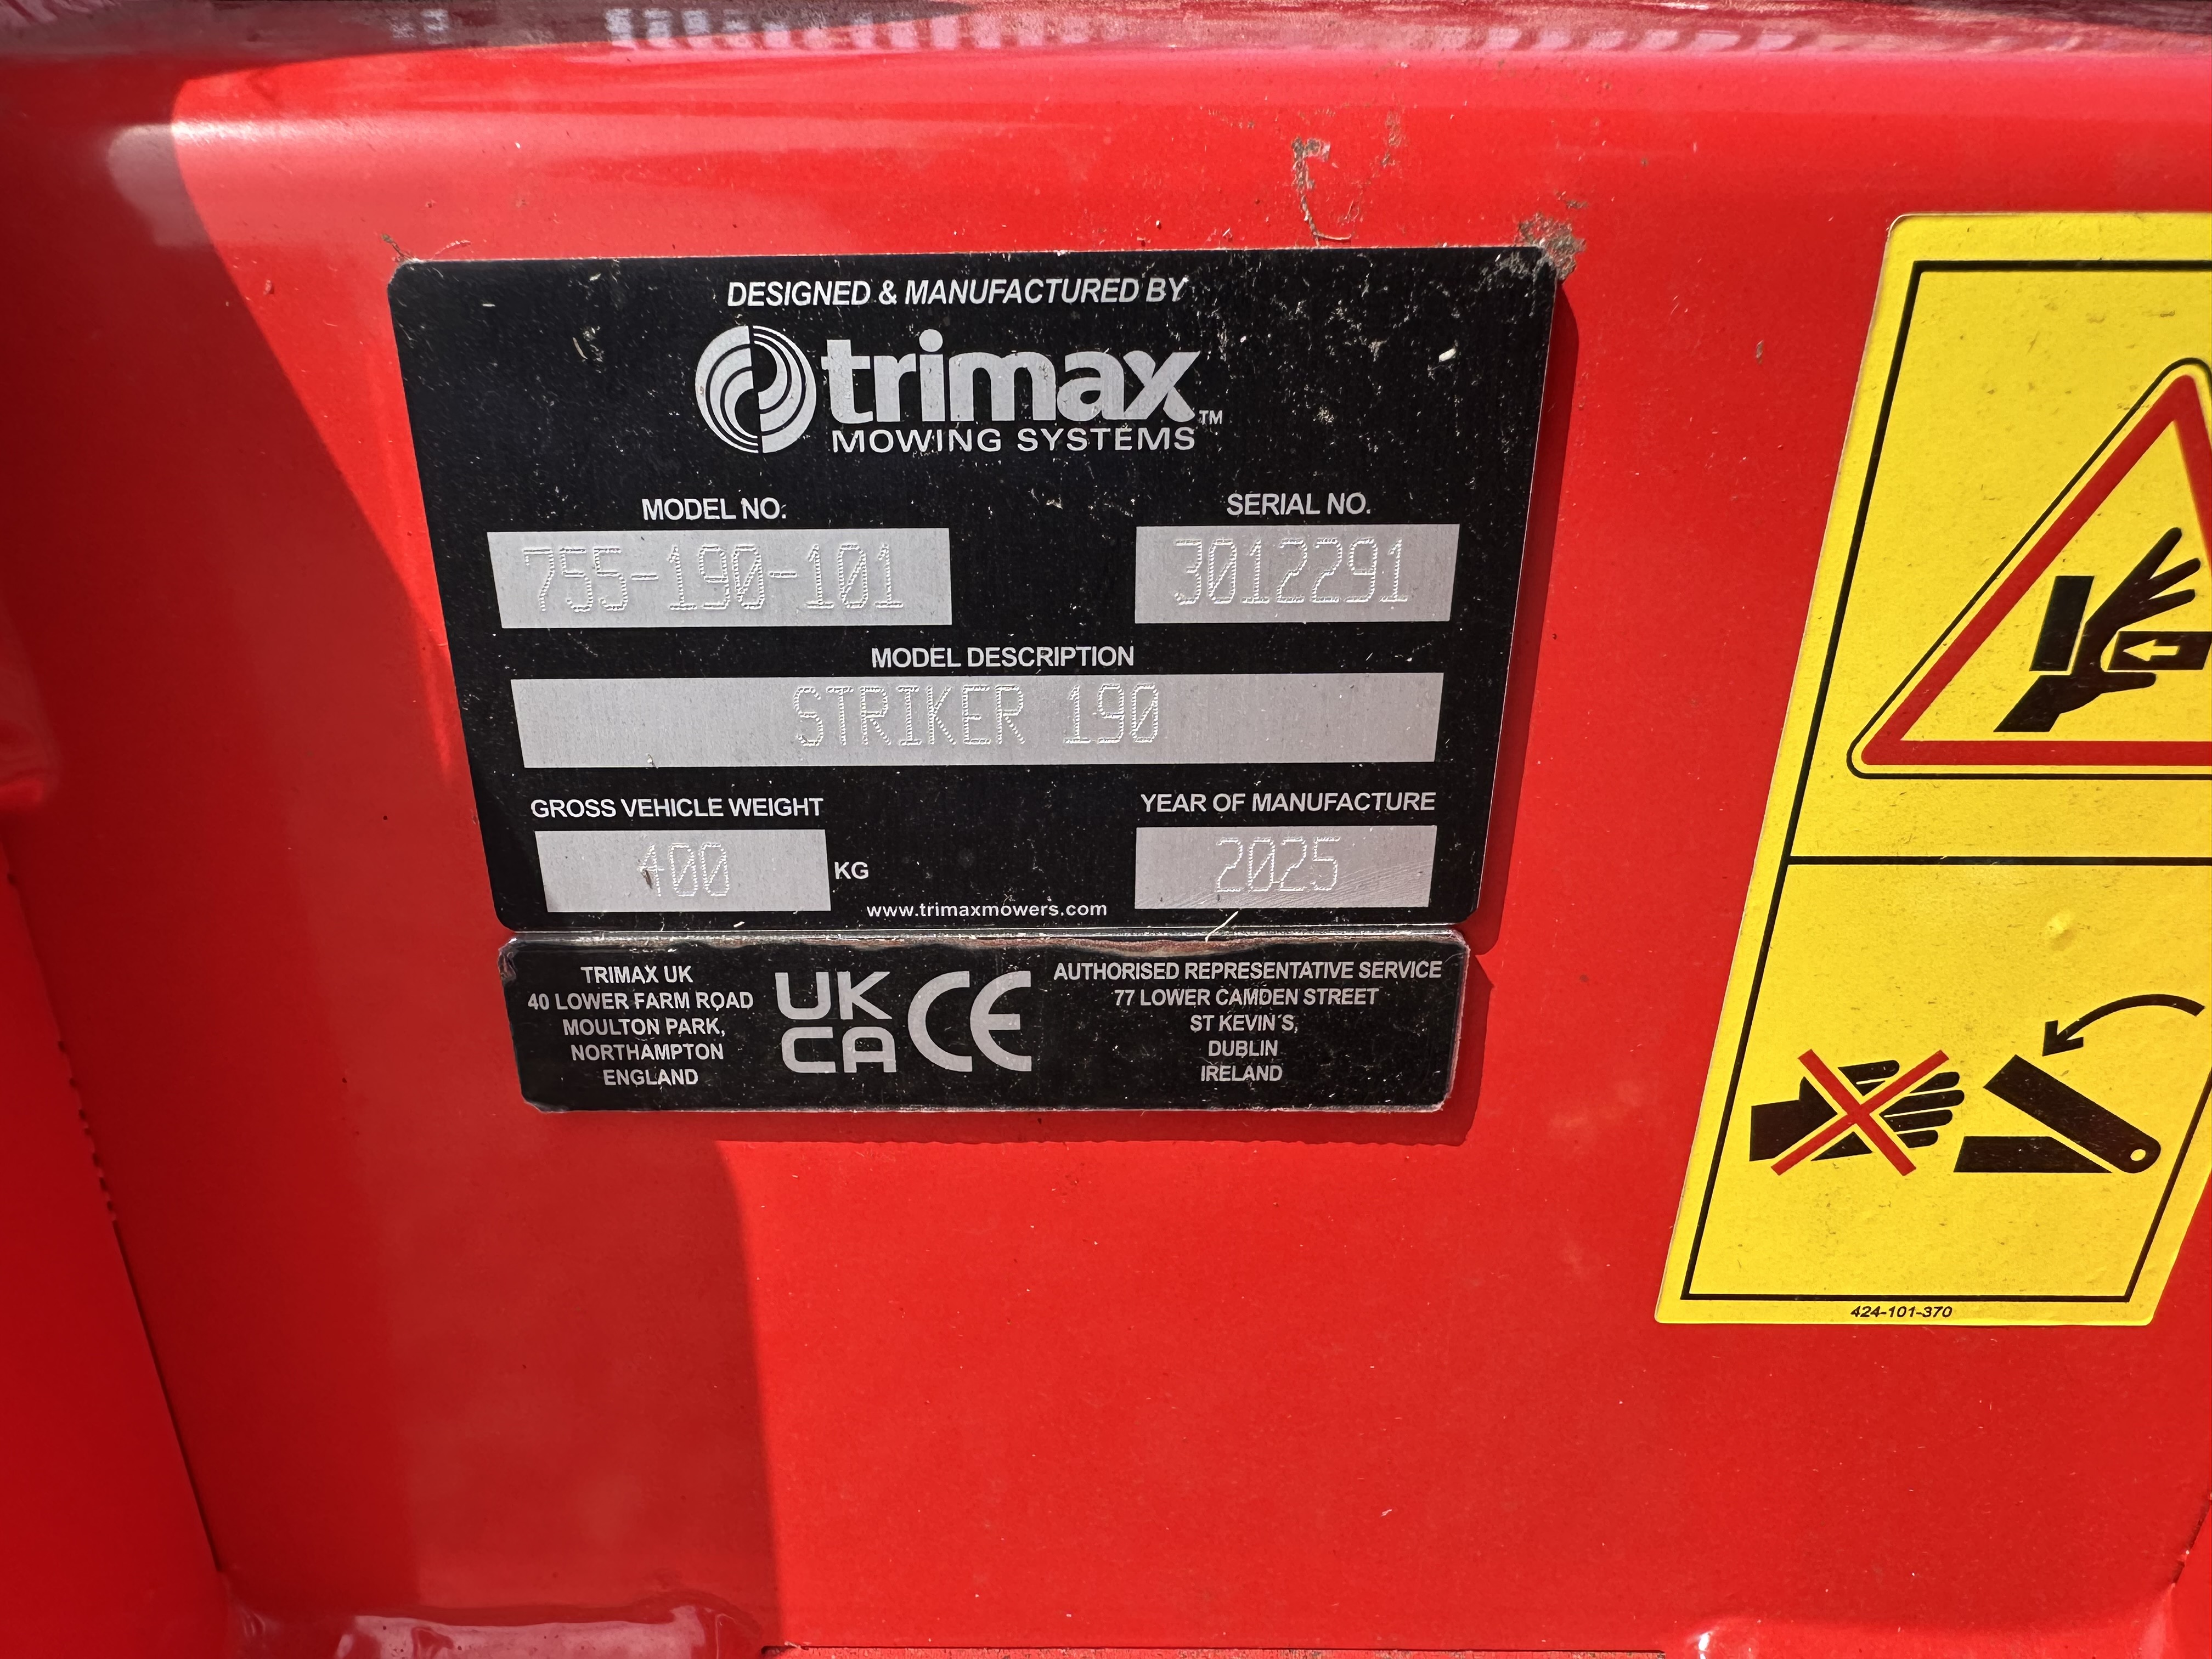 DESIGNED & MANUFACTURED BY
trimax™
MOWING SYSTEMS
MODEL NO. SERIAL NO.
755-190-101 3012291
MODEL DESCRIPTION
STRIKER 190
GROSS VEHICLE WEIGHT YEAR OF MANUFACTURE
400 KG 2025
www.trimaxmowers.com
TRIMAX UK
40 LOWER FARM ROAD
MOULTON PARK,
NORTHAMPTON
ENGLAND
UK
CA
CE
AUTHORISED REPRESENTATIVE SERVICE
77 LOWER CAMDEN STREET
ST KEVIN'S,
DUBLIN
IRELAND
424-101-370